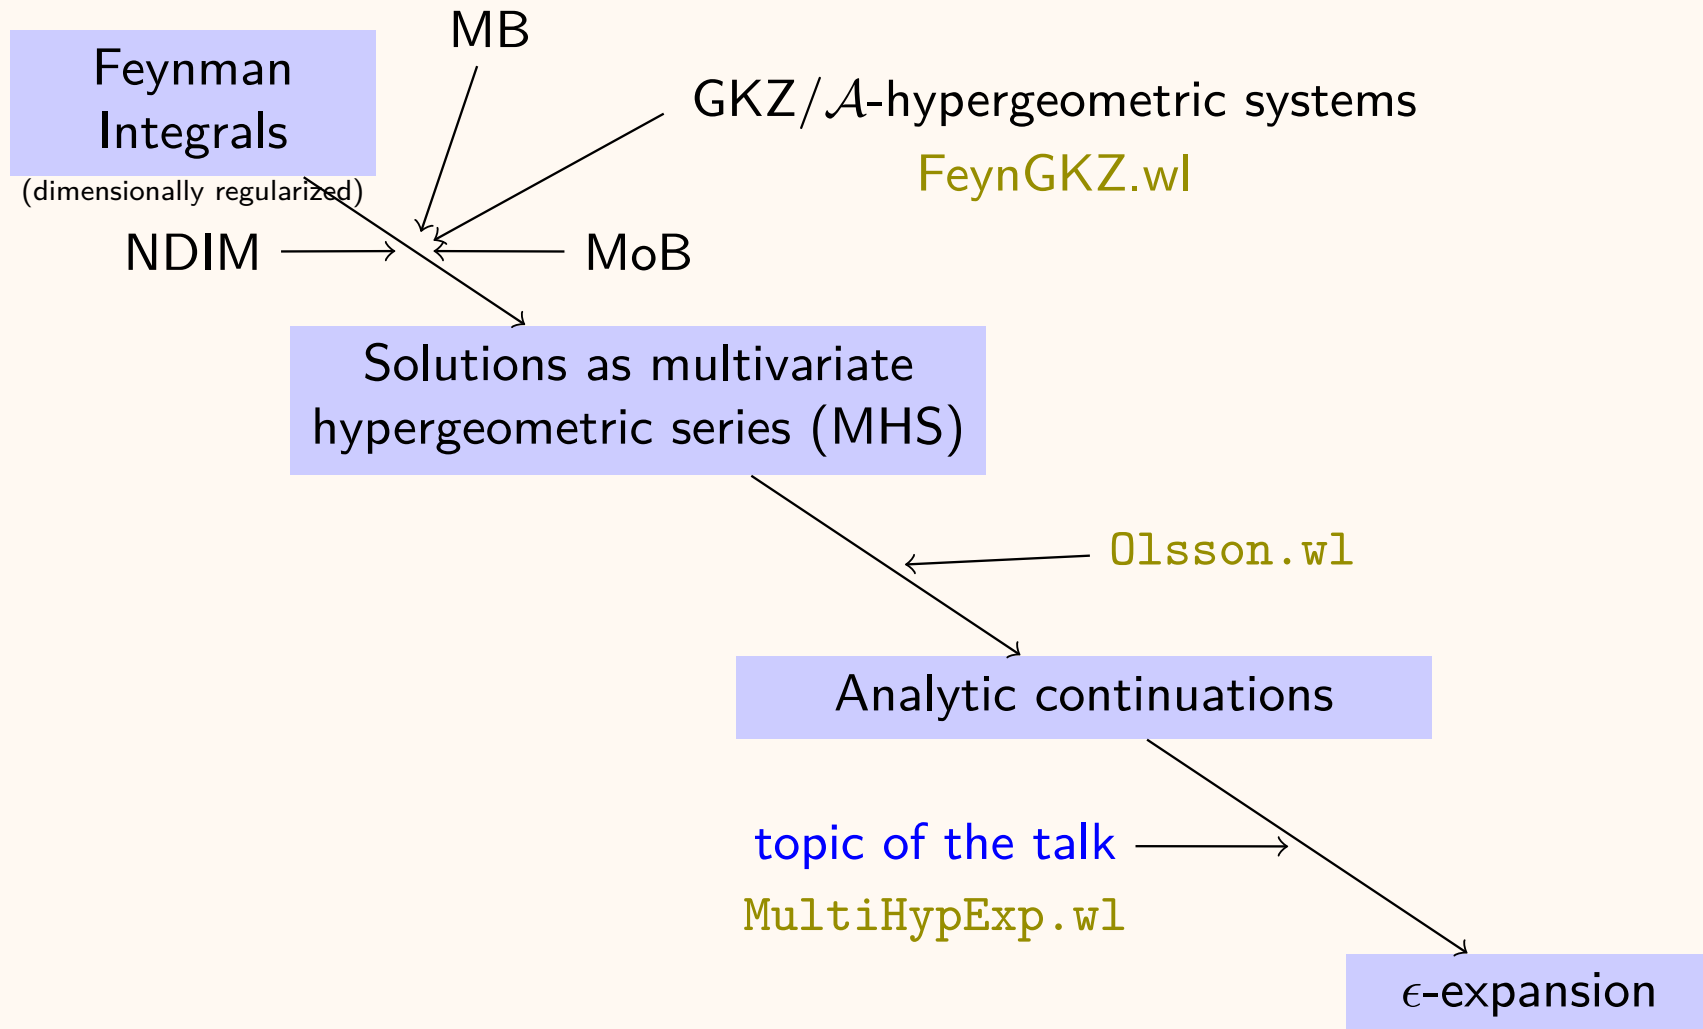 MB
Feynman
Integrals
(dimensionally regularized)
GKZ/𝒜-hypergeometric systems
FeynGKZ.wl
NDIM
MoB
Solutions as multivariate
hypergeometric series (MHS)
Olsson.wl
Analytic continuations
topic of the talk
MultiHypExp.wl
ϵ-expansion